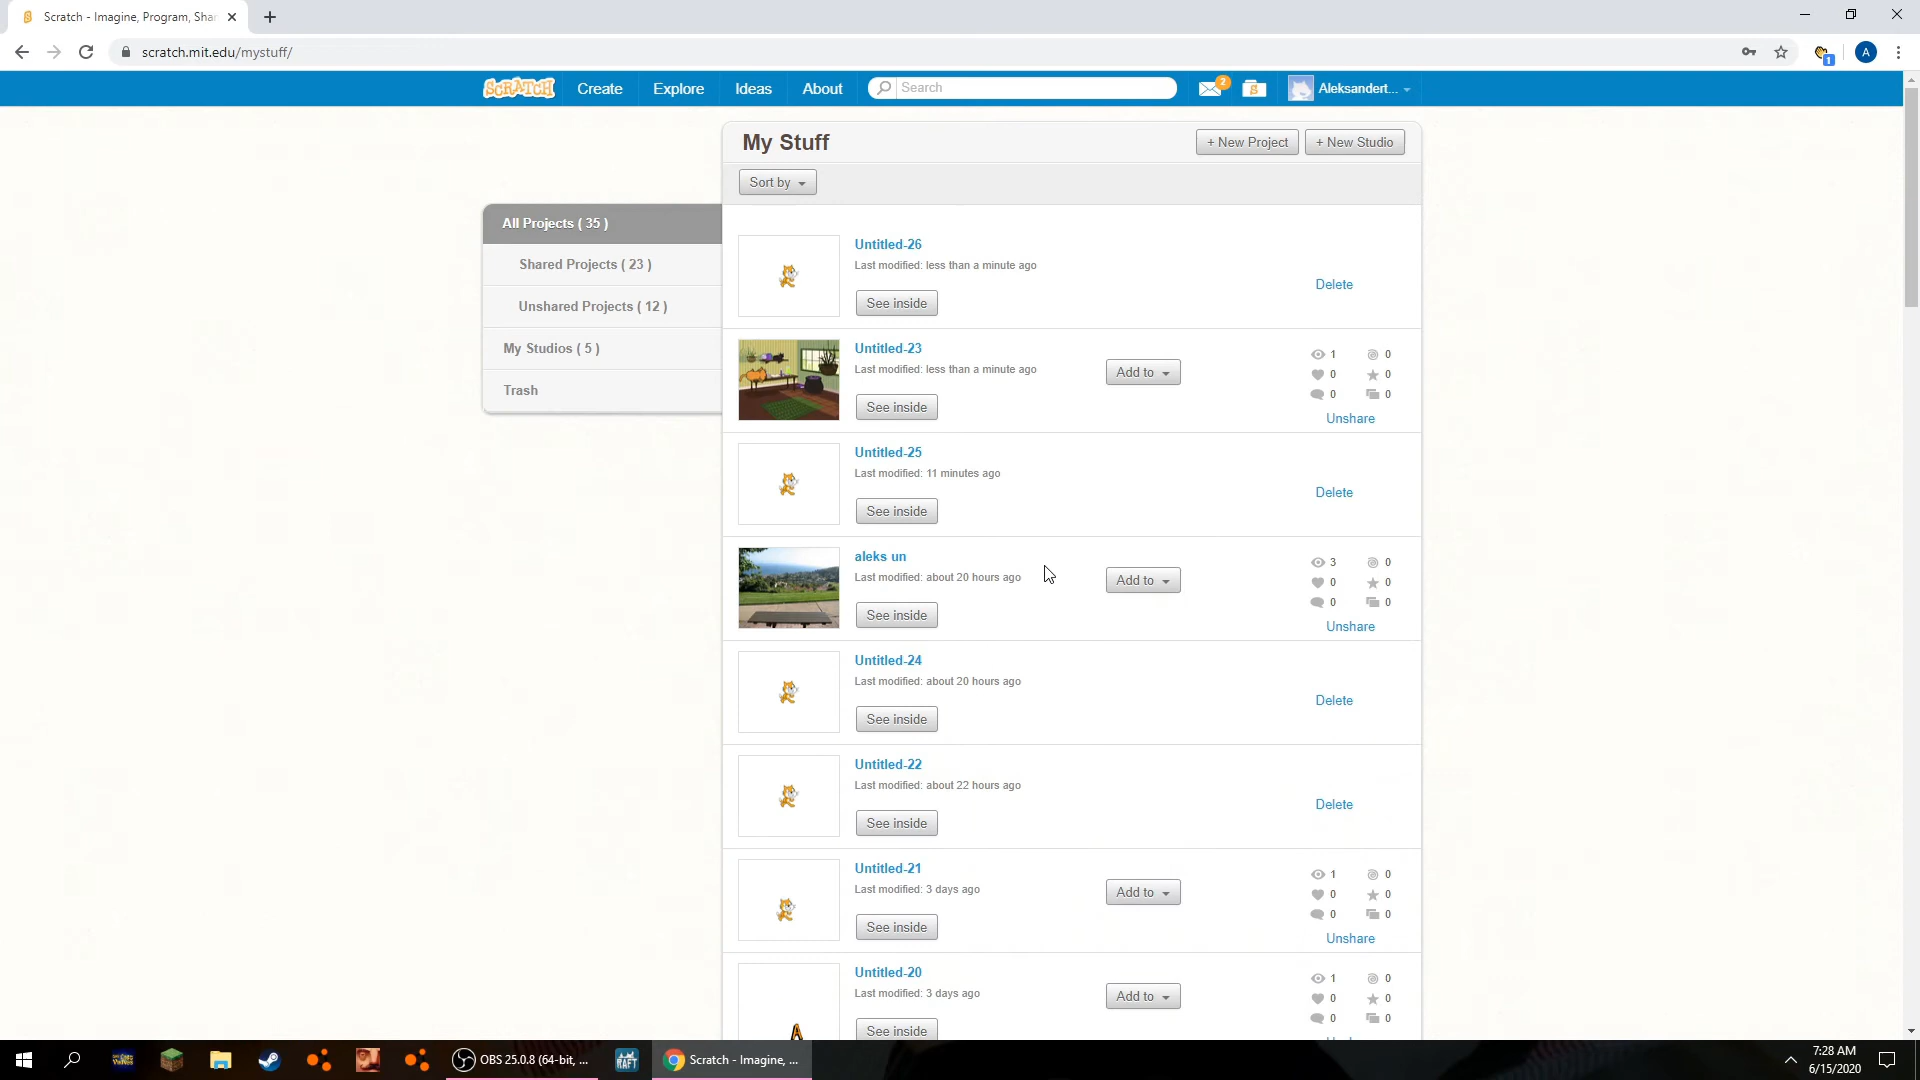 Scratch - Imagine, Program, Shar
scratch.mit.edu/mystuff/
A
1
SCRATCH
Create
Explore
Ideas
About
Search
2
Aleksandert...
My Stuff
+ New Project
+ New Studio
Sort by
All Projects ( 35 )
Shared Projects ( 23 )
Unshared Projects ( 12 )
My Studios ( 5 )
Trash
Untitled-26
Last modified: less than a minute ago
See inside
Delete
Untitled-23
Last modified: less than a minute ago
See inside
Add to
1 0
0 0
0 0
Unshare
Untitled-25
Last modified: 11 minutes ago
See inside
Delete
aleks un
Last modified: about 20 hours ago
See inside
Add to
3 0
0 0
0 0
Unshare
Untitled-24
Last modified: about 20 hours ago
See inside
Delete
Untitled-22
Last modified: about 22 hours ago
See inside
Delete
Untitled-21
Last modified: 3 days ago
See inside
Add to
1 0
0 0
0 0
Unshare
Untitled-20
Last modified: 3 days ago
See inside
Add to
1 0
0 0
0 0
OBS 25.0.8 (64-bit, ...
RAFT
Scratch - Imagine, ...
7:28 AM
6/15/2020